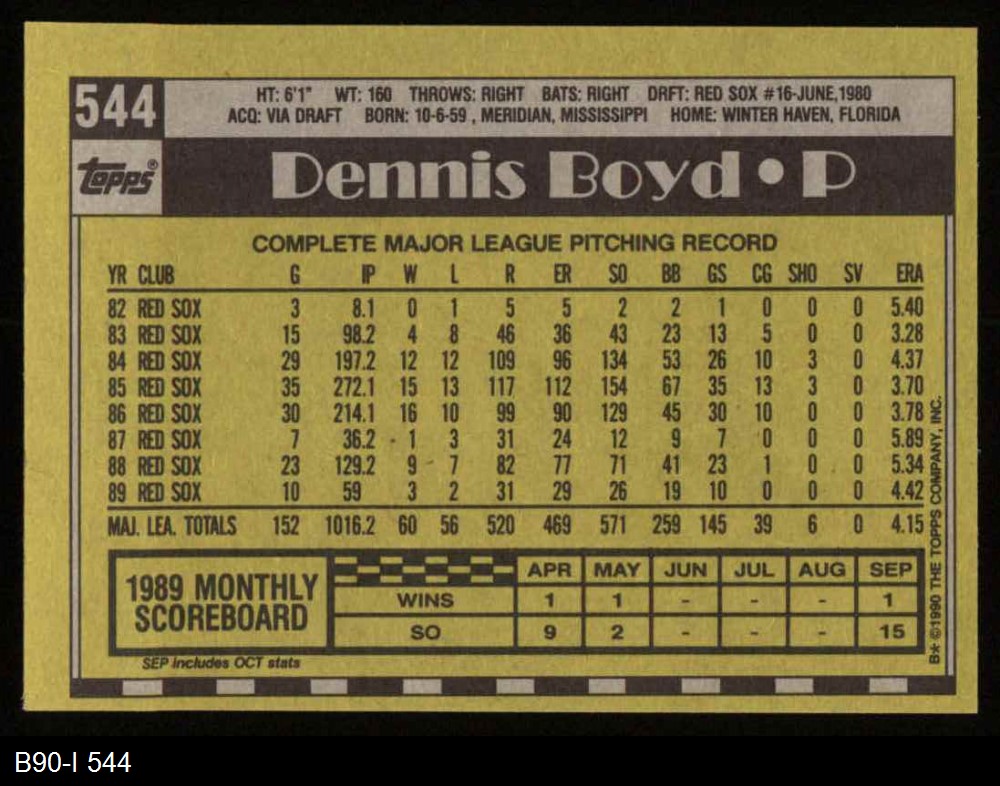 544
HT: 6'1" WT: 160 THROWS: RIGHT BATS: RIGHT DRFT: RED SOX #16-JUNE,1980
ACQ: VIA DRAFT BORN: 10-6-59 , MERIDIAN, MISSISSIPPI HOME: WINTER HAVEN, FLORIDA
topps®
Dennis Boyd • P
COMPLETE MAJOR LEAGUE PITCHING RECORD
YR CLUB G IP W L R ER SO BB GS CG SHO SV ERA
82 RED SOX 3 8.1 0 1 5 5 2 2 1 0 0 0 5.40
83 RED SOX 15 98.2 4 8 46 36 43 23 13 5 0 0 3.28
84 RED SOX 29 197.2 12 12 109 96 134 53 26 10 3 0 4.37
85 RED SOX 35 272.1 15 13 117 112 154 67 35 13 3 0 3.70
86 RED SOX 30 214.1 16 10 99 90 129 45 30 10 0 0 3.78
87 RED SOX 7 36.2 1 3 31 24 12 9 7 0 0 0 5.89
88 RED SOX 23 129.2 9 7 82 77 71 41 23 1 0 0 5.34
89 RED SOX 10 59 3 2 31 29 26 19 10 0 0 0 4.42
MAJ. LEA. TOTALS 152 1016.2 60 56 520 469 571 259 145 39 6 0 4.15
1989 MONTHLY
SCOREBOARD
APR MAY JUN JUL AUG SEP
WINS 1 1 - - - 1
SO 9 2 - - - 15
SEP includes OCT stats
B* ©1990 THE TOPPS COMPANY, INC.
B90-I 544